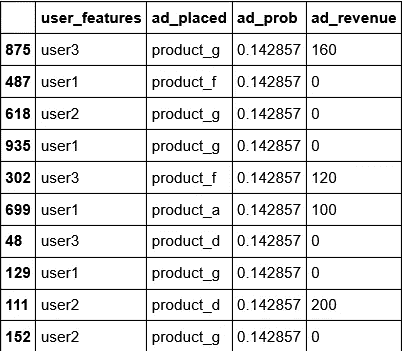 user_features ad_placed ad_prob ad_revenue
875 user3 product_g 0.142857 160
487 user1 product_f 0.142857 0
618 user2 product_g 0.142857 0
935 user1 product_g 0.142857 0
302 user3 product_f 0.142857 120
699 user1 product_a 0.142857 100
48 user3 product_d 0.142857 0
129 user1 product_g 0.142857 0
111 user2 product_d 0.142857 200
152 user2 product_g 0.142857 0